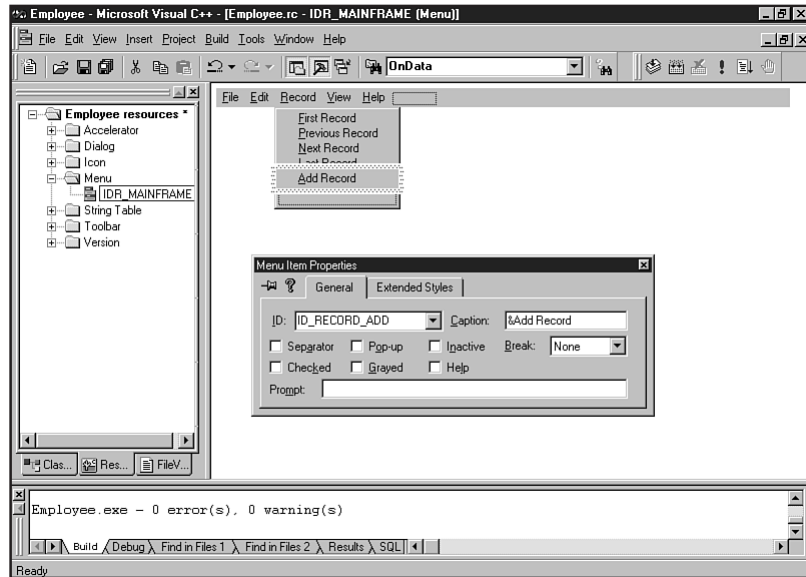 Employee - Microsoft Visual C++ - [Employee.rc - IDR_MAINFRAME (Menu)]
File Edit View Insert Project Build Tools Window Help
OnData
Employee resources *
Accelerator
Dialog
Icon
Menu
IDR_MAINFRAME
String Table
Toolbar
Version
Clas... Res... FileV...
File Edit Record View Help
First Record
Previous Record
Next Record
Last Record
Add Record
Menu Item Properties
General Extended Styles
ID: ID_RECORD_ADD Caption: &Add Record
Separator Pop-up Inactive Break: None
Checked Grayed Help
Prompt:
Employee.exe - 0 error(s), 0 warning(s)
Build Debug Find in Files 1 Find in Files 2 Results SQL
Ready